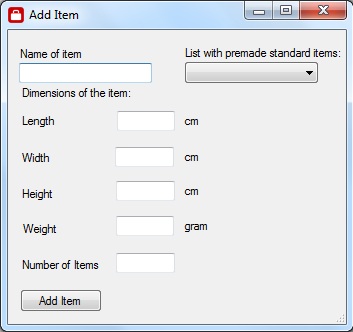 Add Item
Name of item
List with premade standard items:
Dimensions of the item:
Length cm
Width cm
Height cm
Weight gram
Number of Items
Add Item